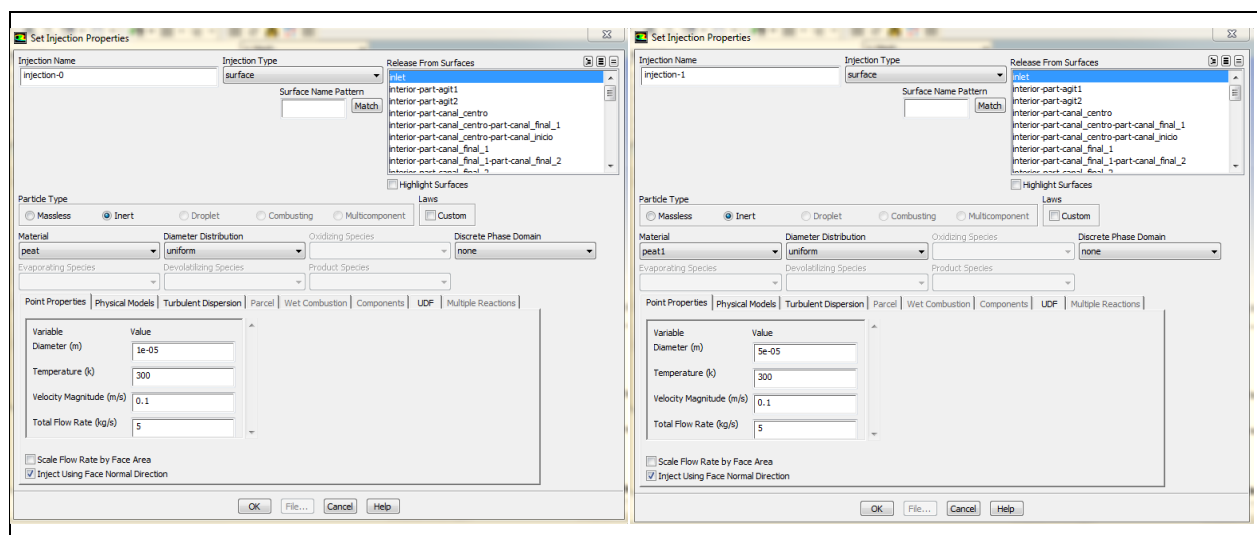 Set Injection Properties
Injection Name
injection-0
Injection Type
surface
Surface Name Pattern
Match
Release From Surfaces
inlet
interior-part-agit1
interior-part-agit2
interior-part-canal_centro
interior-part-canal_centro-part-canal_final_1
interior-part-canal_centro-part-canal_inicio
interior-part-canal_final_1
interior-part-canal_final_1-part-canal_final_2
interior-part-canal_final_2
Highlight Surfaces
Particle Type
Massless Inert Droplet Combusting Multicomponent
Laws
Custom
Material Diameter Distribution Oxidizing Species Discrete Phase Domain
peat uniform none
Evaporating Species Devolatilizing Species Product Species
Point Properties Physical Models Turbulent Dispersion Parcel Wet Combustion Components UDF Multiple Reactions
Variable Value
Diameter (m) 1e-05
Temperature (k) 300
Velocity Magnitude (m/s) 0.1
Total Flow Rate (kg/s) 5
Scale Flow Rate by Face Area
Inject Using Face Normal Direction
OK File... Cancel Help
Set Injection Properties
Injection Name
injection-1
Injection Type
surface
Surface Name Pattern
Match
Release From Surfaces
inlet
interior-part-agit1
interior-part-agit2
interior-part-canal_centro
interior-part-canal_centro-part-canal_final_1
interior-part-canal_centro-part-canal_inicio
interior-part-canal_final_1
interior-part-canal_final_1-part-canal_final_2
interior-part-canal_final_2
Highlight Surfaces
Particle Type
Massless Inert Droplet Combusting Multicomponent
Laws
Custom
Material Diameter Distribution Oxidizing Species Discrete Phase Domain
peat1 uniform none
Evaporating Species Devolatilizing Species Product Species
Point Properties Physical Models Turbulent Dispersion Parcel Wet Combustion Components UDF Multiple Reactions
Variable Value
Diameter (m) 5e-05
Temperature (k) 300
Velocity Magnitude (m/s) 0.1
Total Flow Rate (kg/s) 5
Scale Flow Rate by Face Area
Inject Using Face Normal Direction
OK File... Cancel Help